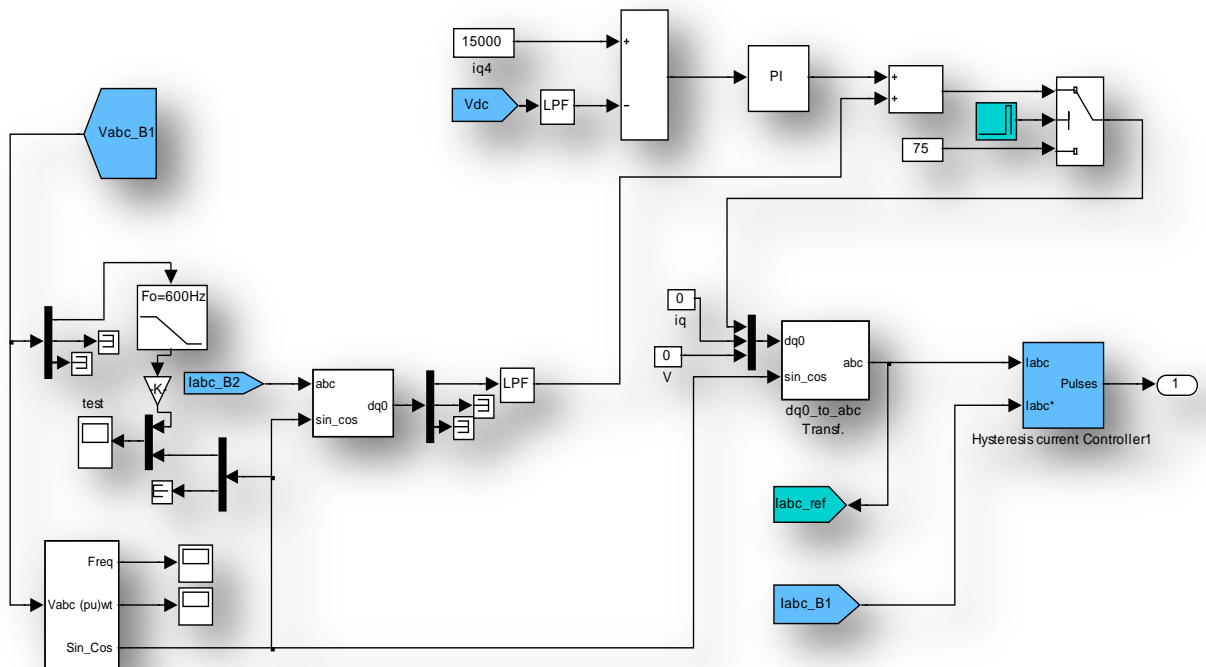 15000
+
iq4
−
Vdc
LPF
PI
+
+
75
Vabc_B1
Fo=600Hz
-K-
test
Iabc_B2
abc
sin_cos
dq0
LPF
0
iq
0
V
dq0
sin_cos
abc
dq0_to_abc
Transf.
Iabc
Pulses
Iabc*
1
Hysteresis current Controller1
Iabc_ref
Iabc_B1
Freq
Vabc (pu)
wt
Sin_Cos